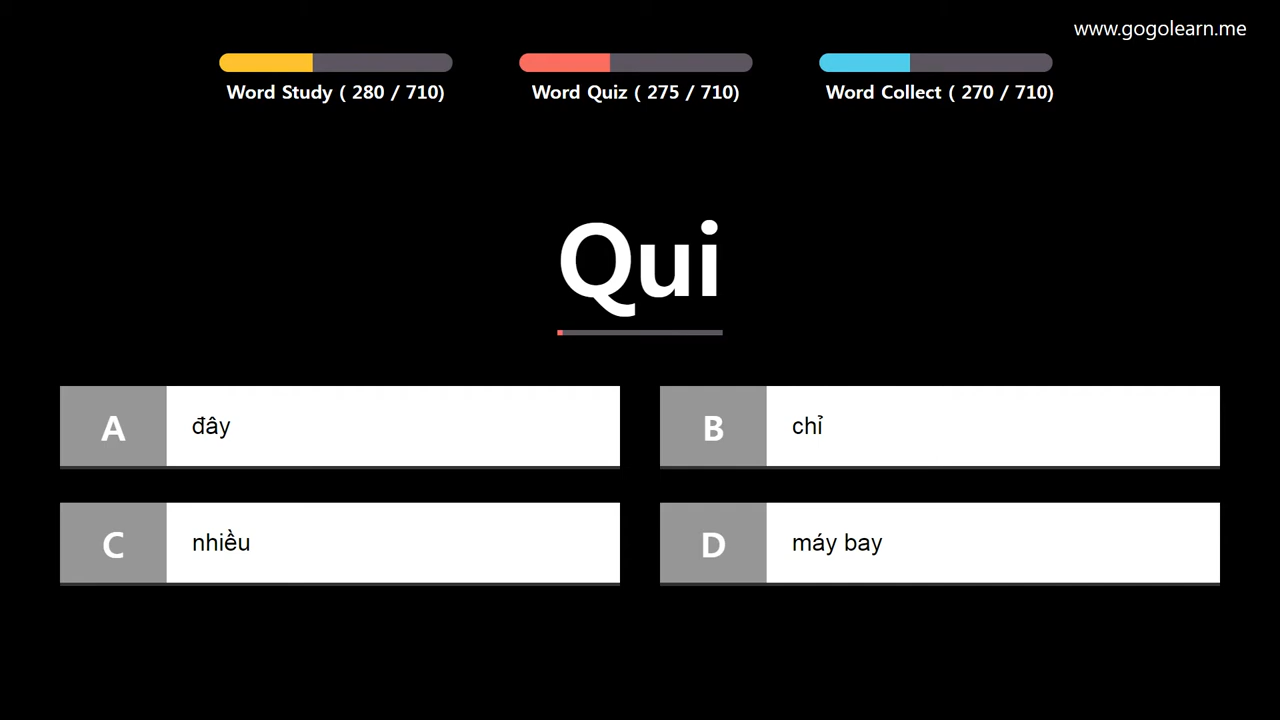 www.gogolearn.me
Word Study ( 280 / 710)
Word Quiz ( 275 / 710)
Word Collect ( 270 / 710)
Qui
A đây
B chỉ
C nhiều
D máy bay